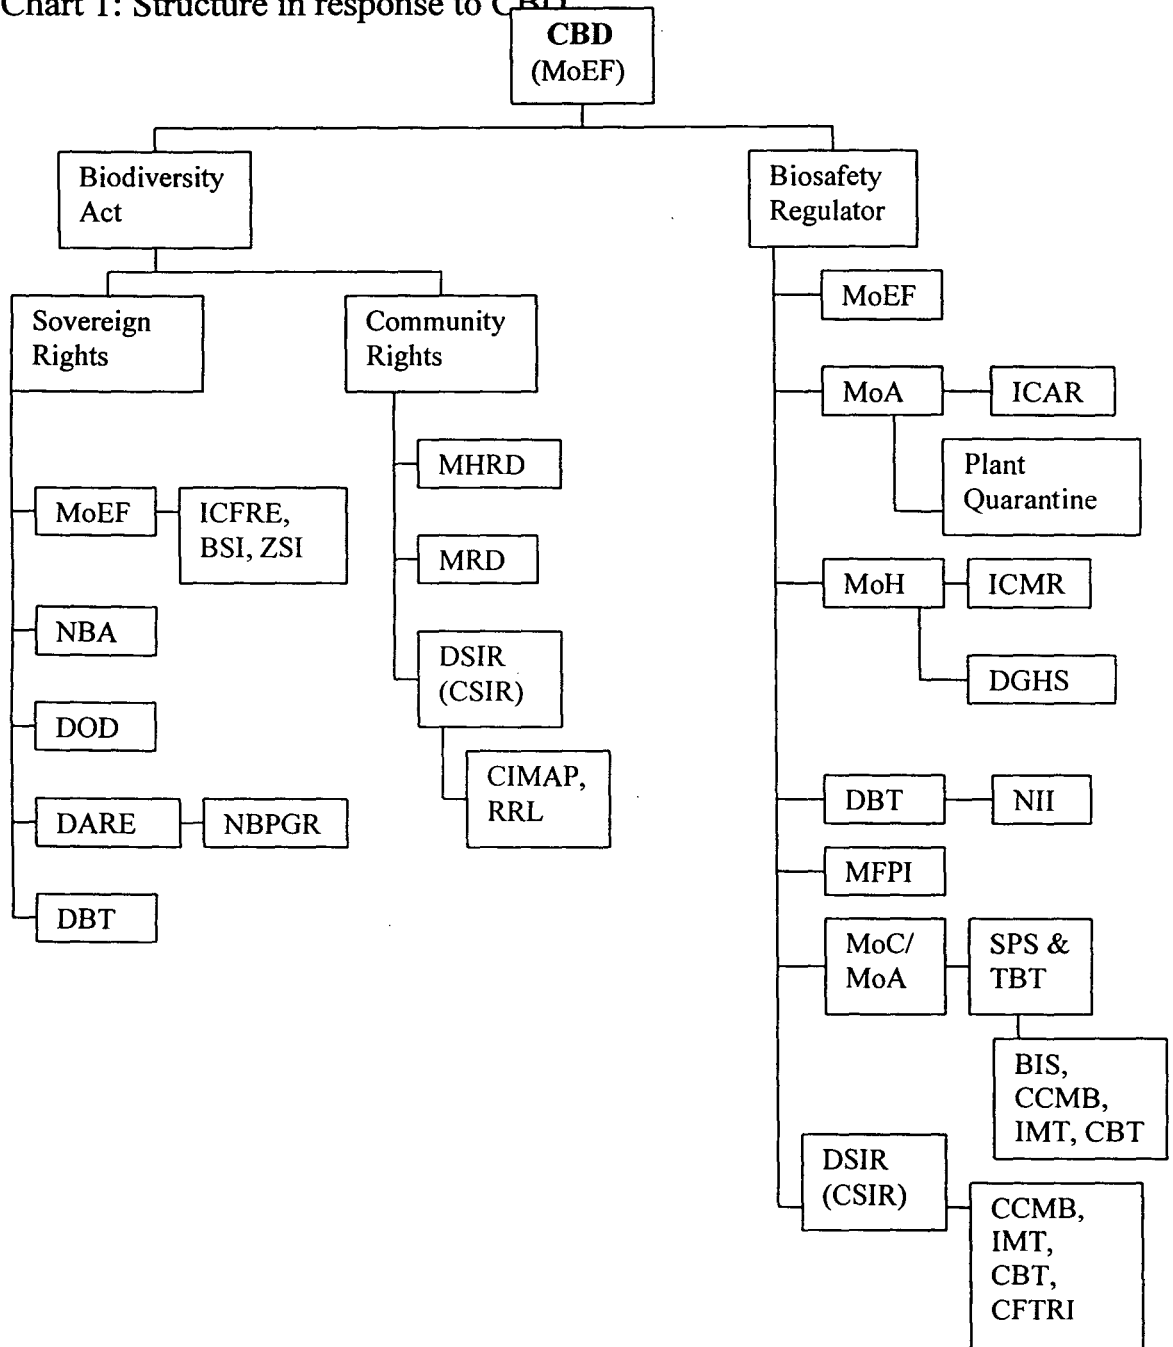 Chart 1: Structure in response to CBD
CBD
(MoEF)
Biodiversity
Act
Biosafety
Regulator
Sovereign
Rights
Community
Rights
MoEF
ICFRE,
BSI, ZSI
NBA
DOD
DARE
NBPGR
DBT
MHRD
MRD
DSIR
(CSIR)
CIMAP,
RRL
MoEF
MoA
ICAR
Plant
Quarantine
MoH
ICMR
DGHS
DBT
NII
MFPI
MoC/
MoA
SPS &
TBT
BIS,
CCMB,
IMT, CBT
DSIR
(CSIR)
CCMB,
IMT,
CBT,
CFTRI